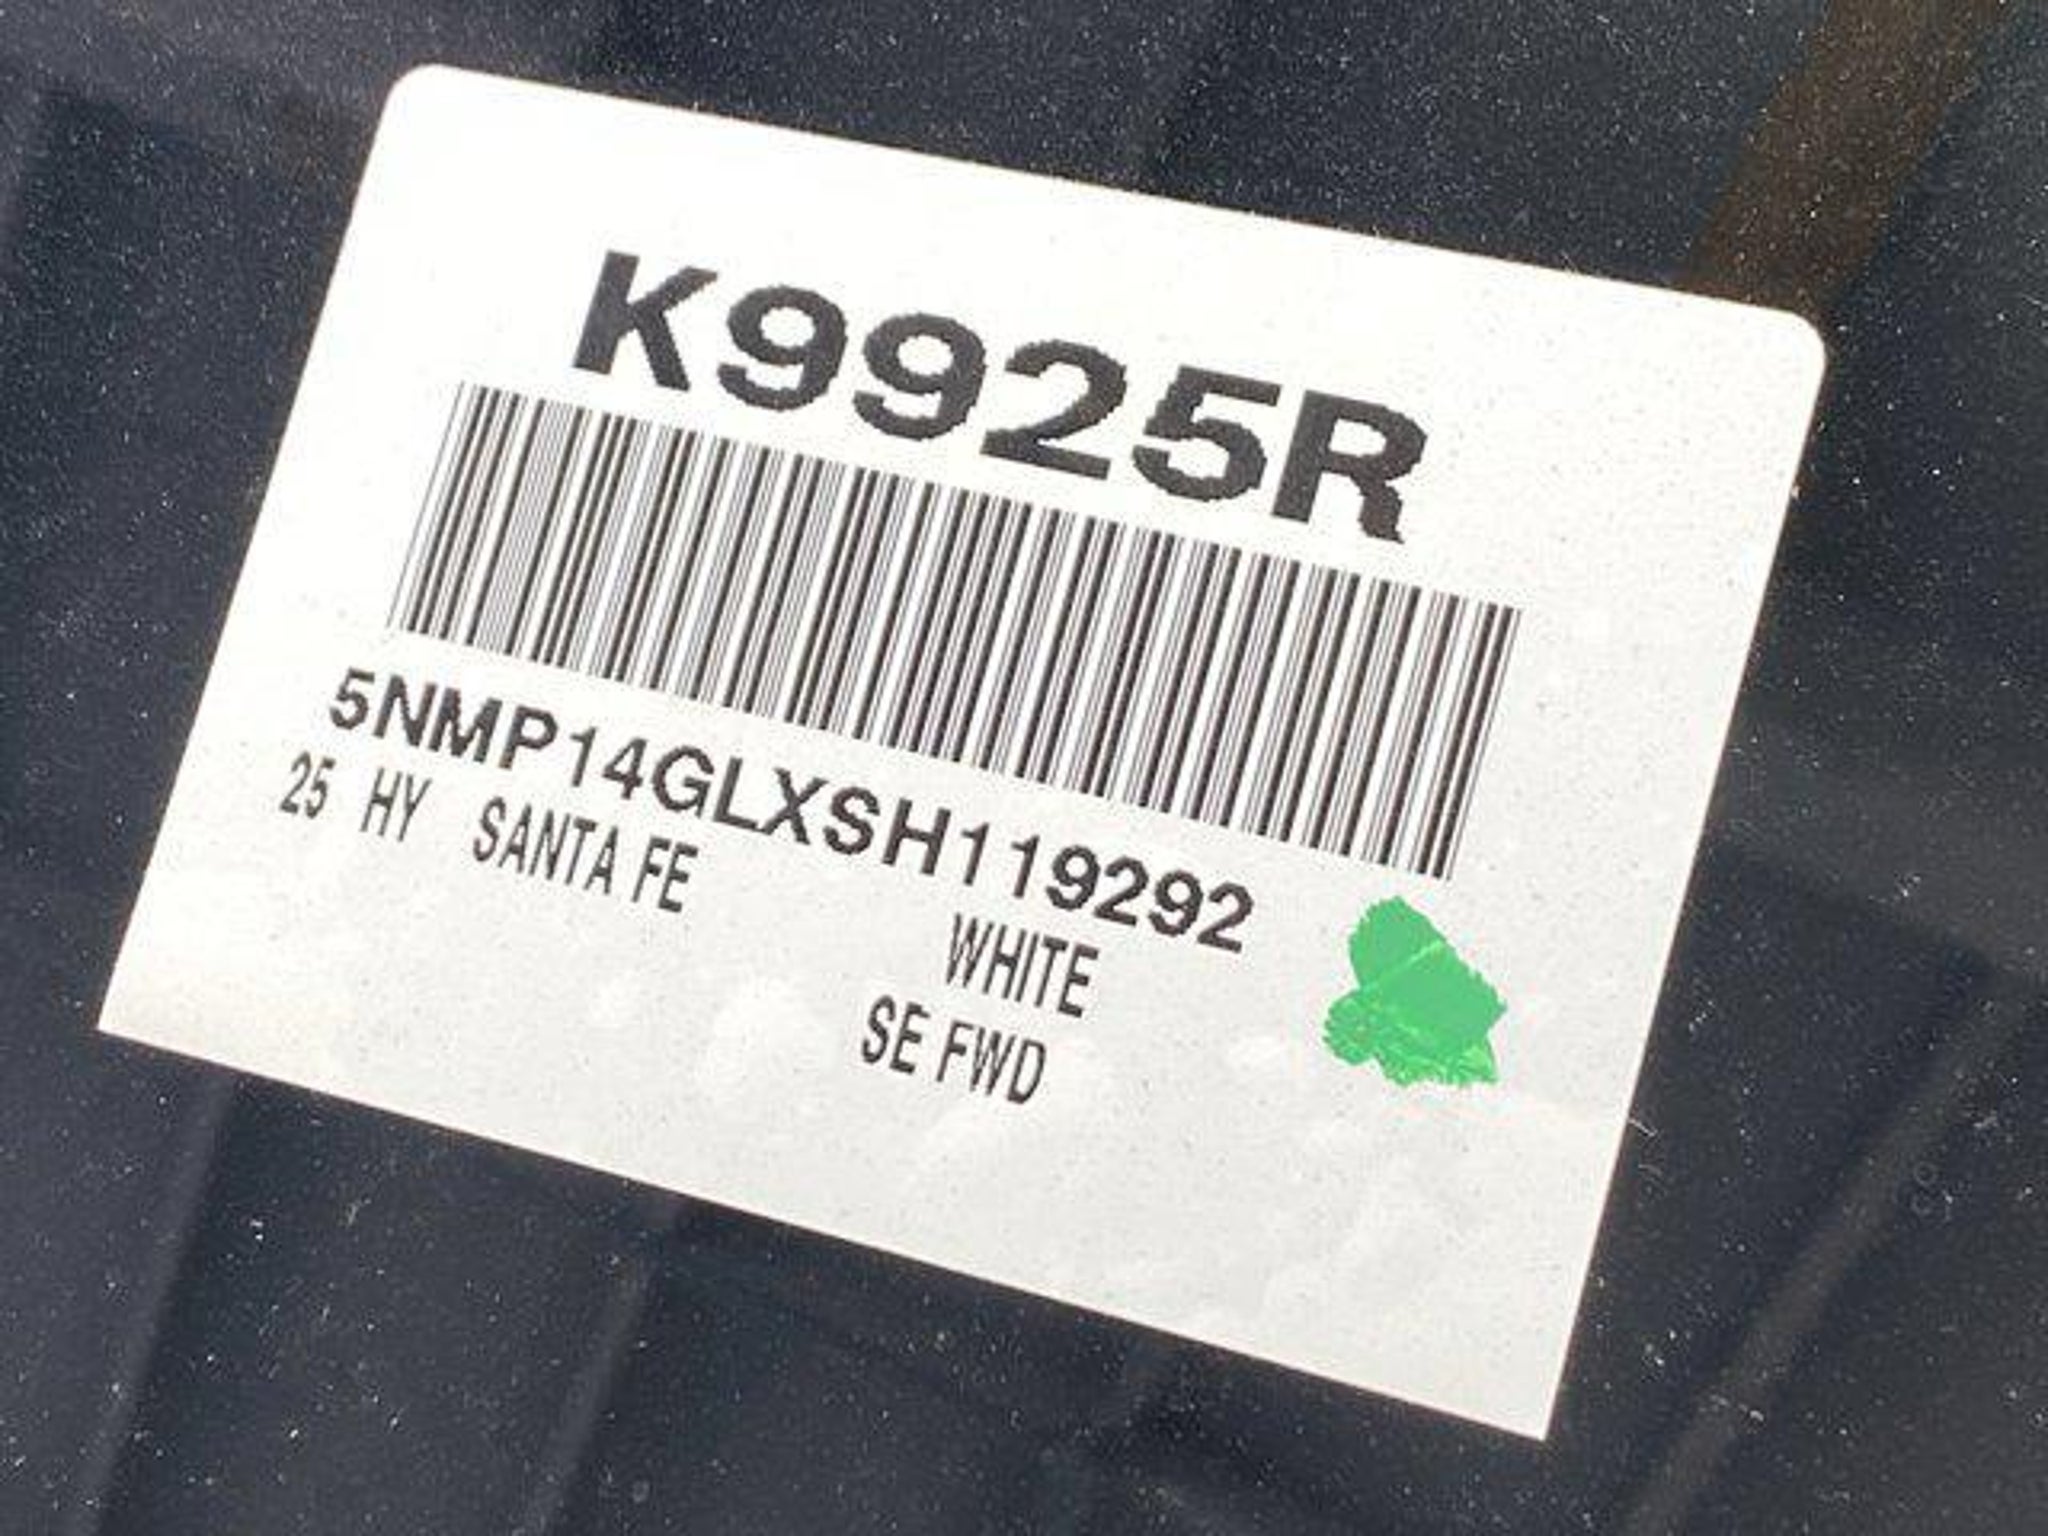 K9925R
5NMP14GLXSH119292
25 HY SANTA FE
WHITE
SE FWD